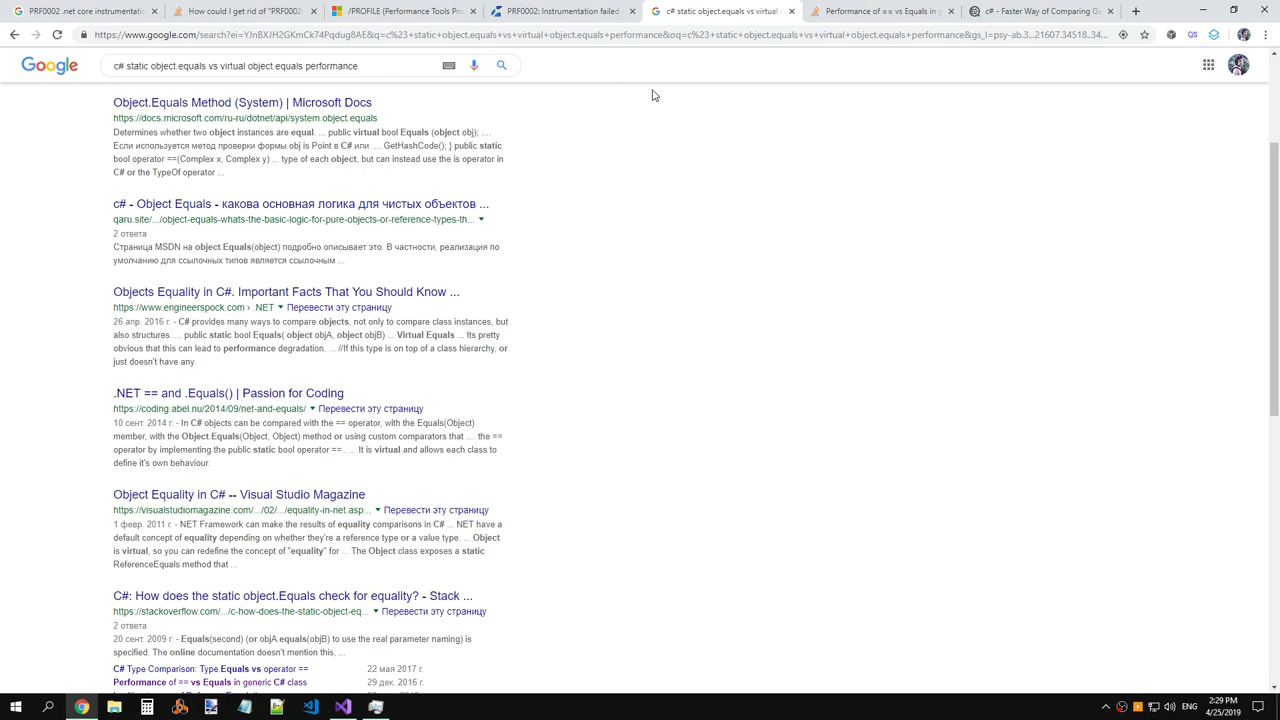 PRF0002 .net core instrumentatio
How could I get rid of "PRF0002:
/PROFILE (Performance Tools Pro
PRF0002: Instrumentation failed
c# static object.equals vs virtual o
Performance of == vs Equals in g
c# - Faster Way of Comparing Ge
https://www.google.com/search?ei=YJnBXJH2GKmCk74Pqdug8AE&q=c%23+static+object.equals+vs+virtual+object.equals+performance&oq=c%23+static+object.equals+vs+virtual+object.equals+performance&gs_l=psy-ab.3...21607.34518..34...
Google
c# static object.equals vs virtual object.equals performance
Object.Equals Method (System) | Microsoft Docs
https://docs.microsoft.com/ru-ru/dotnet/api/system.object.equals
Determines whether two object instances are equal. ... public virtual bool Equals (object obj); ....
Если используется метод проверки формы obj is Point в C# или .... GetHashCode(); } public static
bool operator ==(Complex x, Complex y) ... type of each object, but can instead use the is operator in
C# or the TypeOf operator ...
c# - Object Equals - какова основная логика для чистых объектов ...
qaru.site/.../object-equals-whats-the-basic-logic-for-pure-objects-or-reference-types-th...
2 ответа
Страница MSDN на object.Equals(object) подробно описывает это. В частности, реализация по
умолчанию для ссылочных типов является ссылочным ...
Objects Equality in C#. Important Facts That You Should Know ...
https://www.engineerspock.com › .NET Перевести эту страницу
26 апр. 2016 г. - C# provides many ways to compare objects, not only to compare class instances, but
also structures. ... public static bool Equals( object objA, object objB) ... Virtual Equals ... Its pretty
obvious that this can lead to performance degradation. ... //If this type is on top of a class hierarchy, or
just doesn't have any.
.NET == and .Equals() | Passion for Coding
https://coding.abel.nu/2014/09/net-and-equals/ Перевести эту страницу
10 сент. 2014 г. - In C# objects can be compared with the == operator, with the Equals(Object)
member, with the Object.Equals(Object, Object) method or using custom comparators that .... the ==
operator by implementing the public static bool operator == . ... It is virtual and allows each class to
define it's own behaviour.
Object Equality in C# -- Visual Studio Magazine
https://visualstudiomagazine.com/.../02/.../equality-in-net.asp... Перевести эту страницу
1 февр. 2011 г. - NET Framework can make the results of equality comparisons in C# ... NET have a
default concept of equality depending on whether they're a reference type or a value type. ... Object
is virtual, so you can redefine the concept of "equality" for ... The Object class exposes a static
ReferenceEquals method that ...
C#: How does the static object.Equals check for equality? - Stack ...
https://stackoverflow.com/.../c-how-does-the-static-object-eq... Перевести эту страницу
2 ответа
20 сент. 2009 г. - Equals(second) (or objA.equals(objB) to use the real parameter naming) is
specified. The online documentation doesn't mention this, ...
C# Type Comparison: Type.Equals vs operator == 22 мая 2017 г.
Performance of == vs Equals in generic C# class 29 дек. 2016 г.
ENG
2:29 PM
4/25/2019